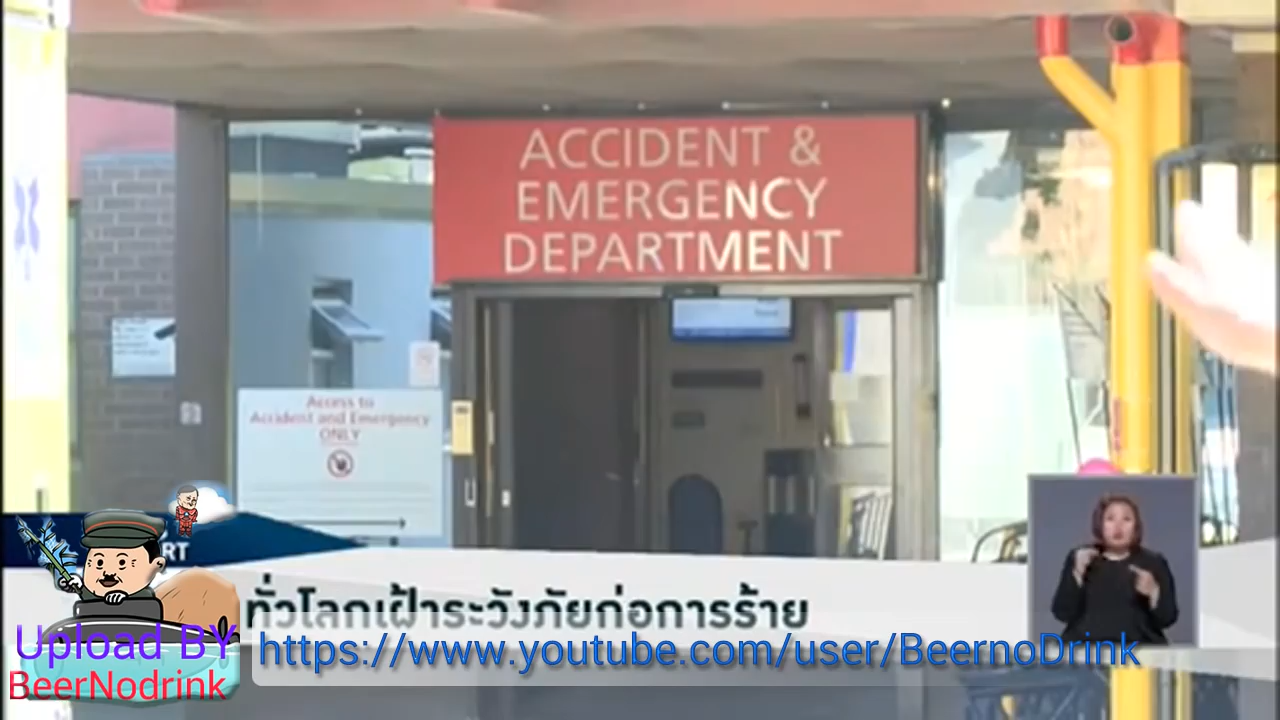 ACCIDENT &
EMERGENCY
DEPARTMENT
Access to
Accident and Emergency
ONLY
RT
ทั่วโลกเฝ้าระวังภัยก่อการร้าย
Upload BY
https://www.youtube.com/user/BeernoDrink
BeerNodrink